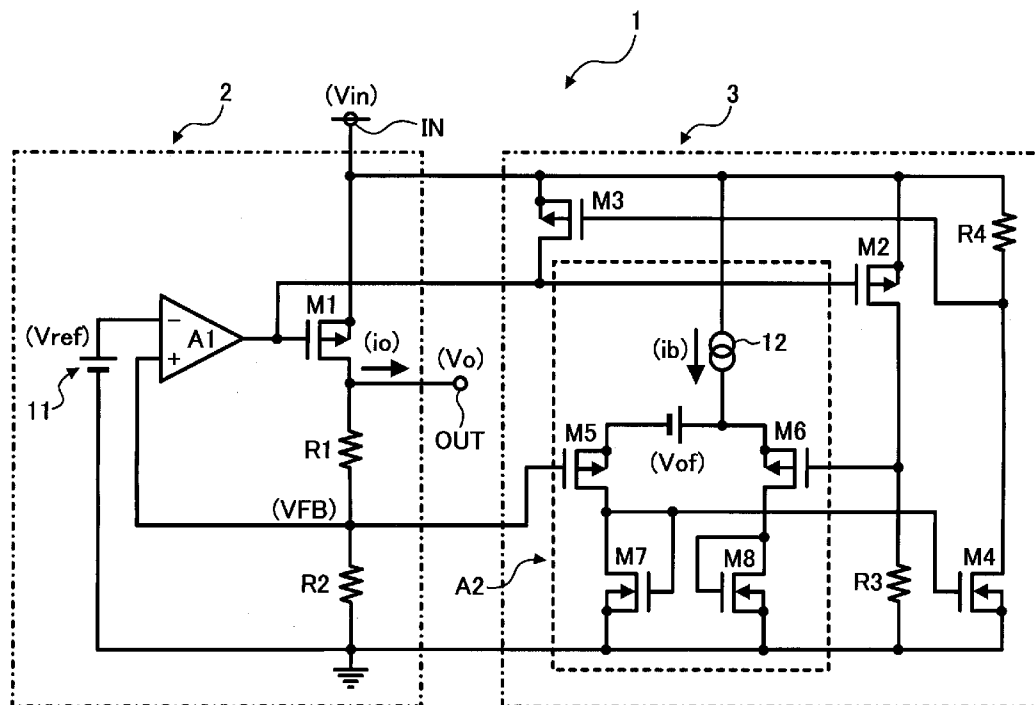 1
2
(Vin)
IN
3
M3
R4
M2
M1
(Vref)
−
A1
+
(io)
(Vo)
12
(ib)
11
R1
OUT
M5
M6
(Vof)
(VFB)
M7
M8
R3
M4
R2
A2